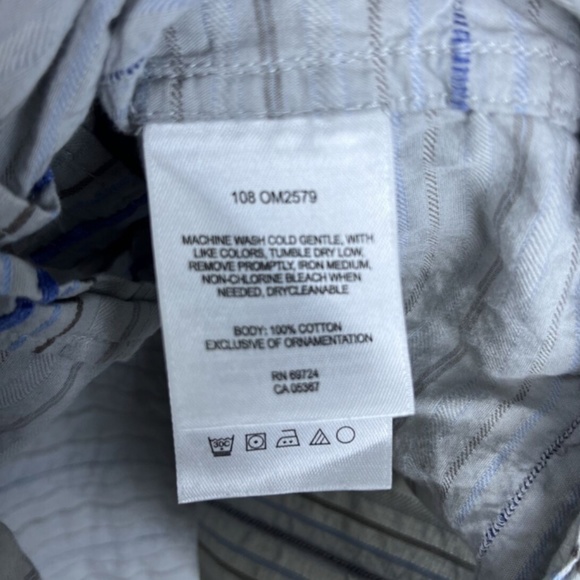 108 OM2579
MACHINE WASH COLD GENTLE, WITH
LIKE COLORS, TUMBLE DRY LOW,
REMOVE PROMPTLY, IRON MEDIUM,
NON-CHLORINE BLEACH WHEN
NEEDED, DRYCLEANABLE
BODY: 100% COTTON
EXCLUSIVE OF ORNAMENTATION
RN 69724
CA 05367
30C